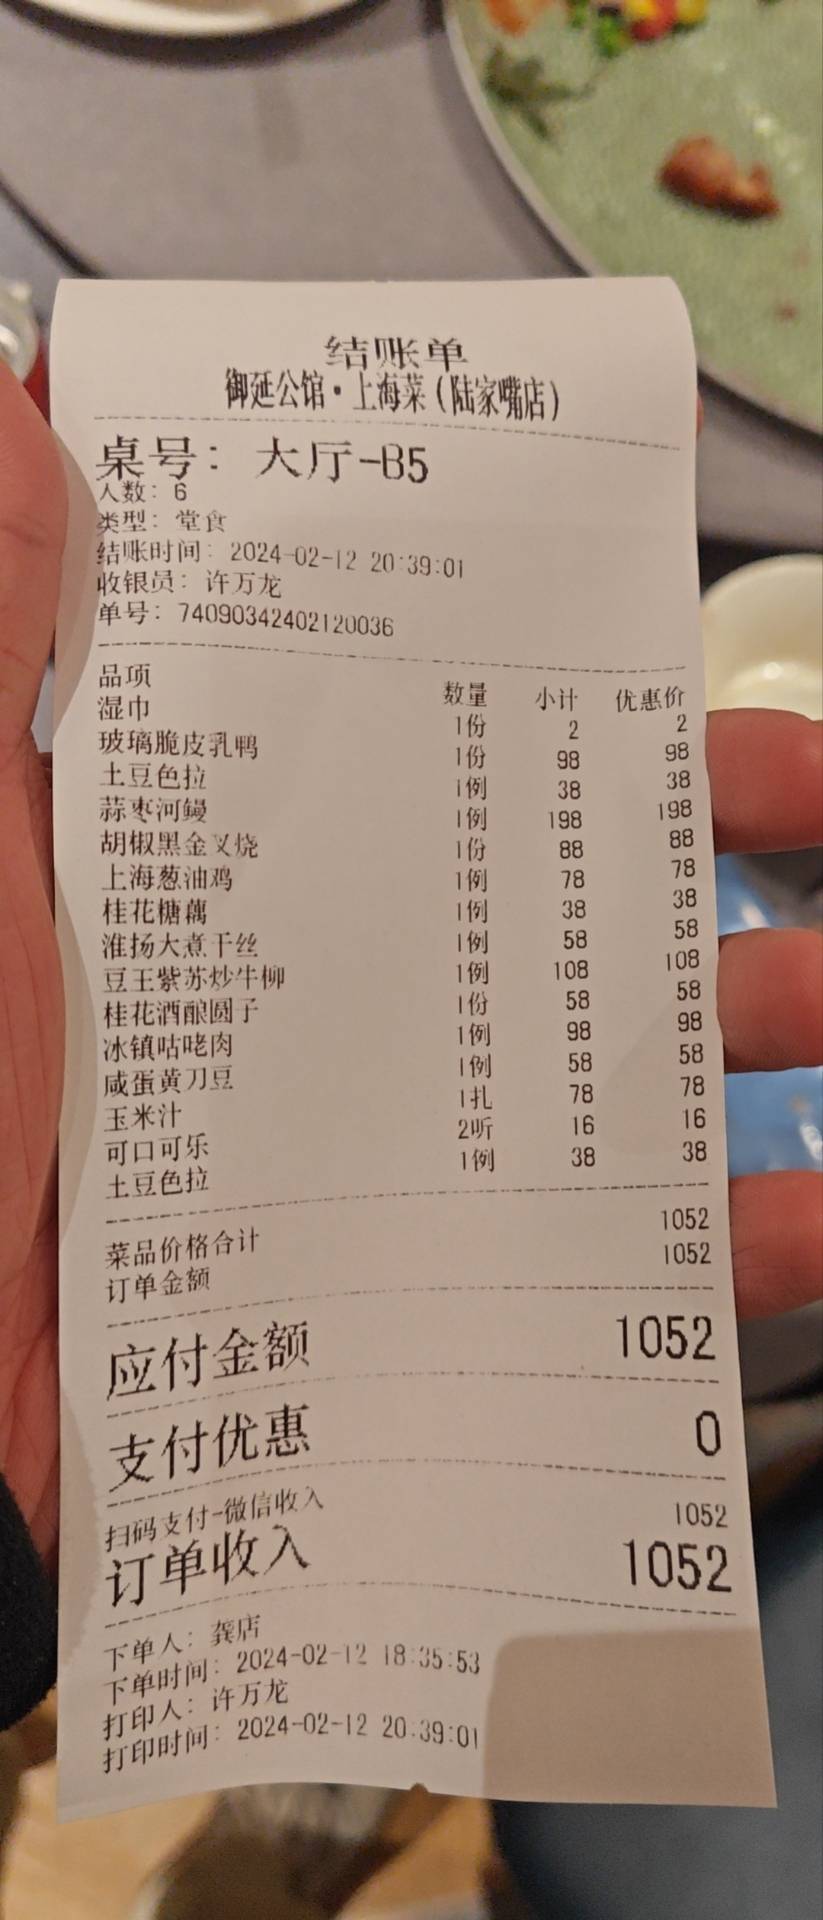 结账单
御延公馆·上海菜(陆家嘴店)
桌号: 大厅-B5
人数: 6
类型: 堂食
结账时间: 2024-02-12 20:39:01
收银员: 许万龙
单号: 74090342402120036
品项 数量 小计 优惠价
湿巾 1份 2 2
玻璃脆皮乳鸭 1份 98 98
土豆色拉 1例 38 38
蒜枣河鳗 1例 198 198
胡椒黑金叉烧 1份 88 88
上海葱油鸡 1例 78 78
桂花糖藕 1例 38 38
淮扬大煮干丝 1例 58 58
豆王紫苏炒牛柳 1例 108 108
桂花酒酿圆子 1份 58 58
冰镇咕咾肉 1例 98 98
咸蛋黄刀豆 1例 58 58
玉米汁 1扎 78 78
可口可乐 2听 16 16
土豆色拉 1例 38 38
菜品价格合计 1052
订单金额 1052
应付金额 1052
支付优惠 0
扫码支付-微信收入 1052
订单收入 1052
下单人: 龚店
下单时间: 2024-02-12 18:35:53
打印人: 许万龙
打印时间: 2024-02-12 20:39:01